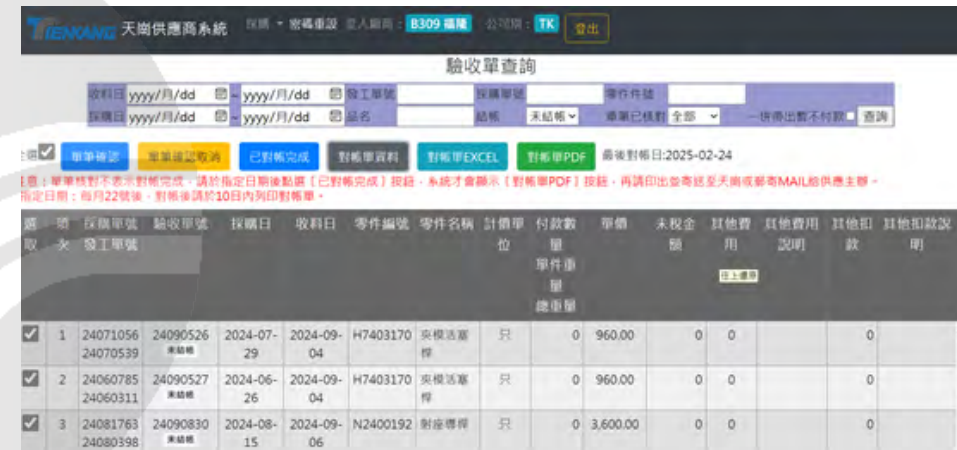 TIENKANG 天崗供應商系統 採購 密碼重設 登入廠商：B309 福隆 公司別：TK 登出
驗收單查詢
收料日 yyyy/月/dd ~ yyyy/月/dd 發工單號 採購單號 零件件號
採購日 yyyy/月/dd ~ yyyy/月/dd 品名 結帳 未結帳 單單已核對 全部 一併帶出暫不付款 查詢
全選 單筆確認 單筆確認取消 已對帳完成 對帳單資料 對帳單EXCEL 對帳單PDF 最後對帳日:2025-02-24
注意：單單核對不表示對帳完成，請於指定日期後點選 [已對帳完成] 按鈕，系統才會顯示 [對帳單PDF] 按鈕，再請印出並寄送至天崗或郵寄MAIL給供應主辦。
指定日期：每月22號後，對帳後請於10日內列印對帳單。
選取 項次 採購單號 發工單號 驗收單號 採購日 收料日 零件編號 零件名稱 計價單位 付款數量 單件重量 總重量 單價 未稅金額 其他費用 其他費用說明 其他扣款 其他扣款說明
往上還原
1 24071056 24090526 2024-07-29 2024-09-04 H7403170 夾模活塞桿 只 0 960.00 0 0 0
24070539 未結帳
2 24060785 24090527 2024-06-26 2024-09-04 H7403170 夾模活塞桿 只 0 960.00 0 0 0
24060311 未結帳
3 24081763 24090830 2024-08-15 2024-09-06 N2400192 射座導桿 只 0 3,600.00 0 0 0
24080398 未結帳